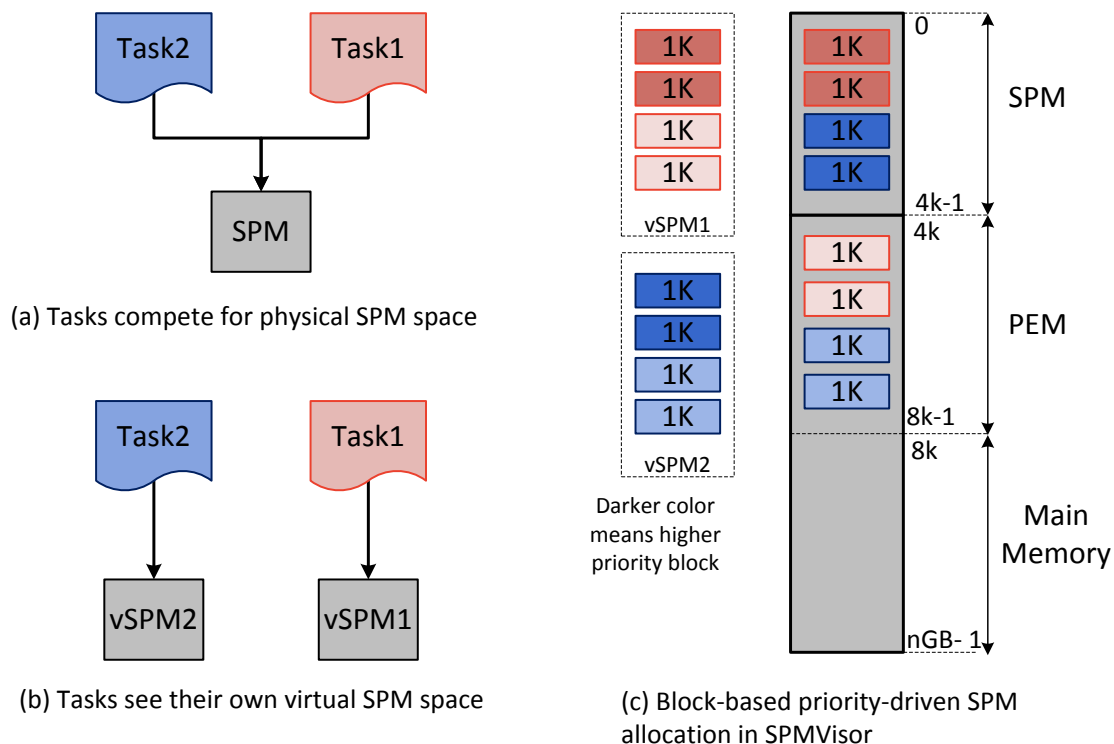 Task2
Task1
SPM
(a) Tasks compete for physical SPM space
Task2
Task1
vSPM2
vSPM1
(b) Tasks see their own virtual SPM space
1K
1K
1K
1K
vSPM1
1K
1K
1K
1K
vSPM2
Darker color
means higher
priority block
0
1K
1K
1K
1K
SPM
4k-1
4k
1K
1K
1K
1K
PEM
8k-1
8k
Main
Memory
nGB- 1
(c) Block-based priority-driven SPM
allocation in SPMVisor